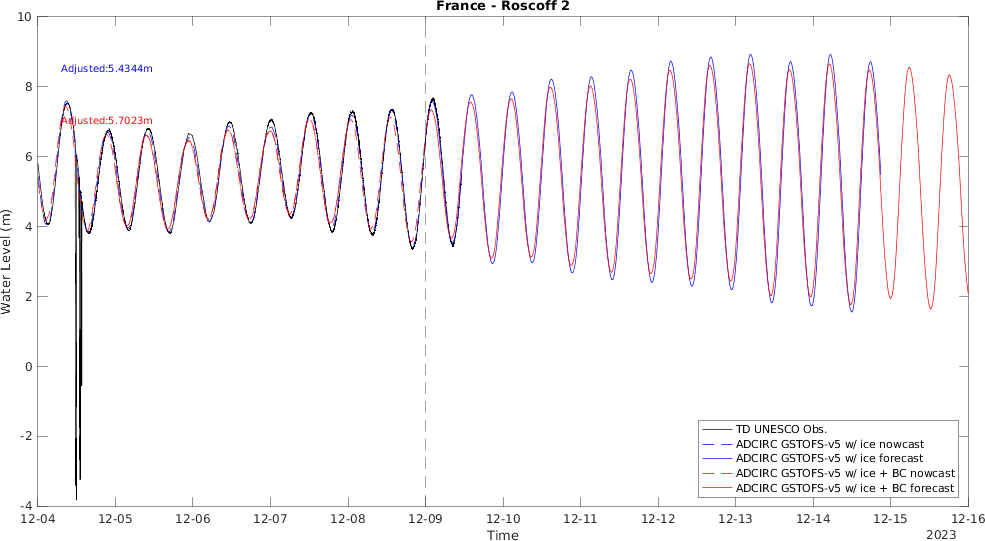 France - Roscoff 2
Water Level (m)
10
8
6
4
2
0
-2
-4
Adjusted:5.4344m
Adjusted:5.7023m
TD UNESCO Obs.
ADCIRC GSTOFS-v5 w/ ice nowcast
ADCIRC GSTOFS-v5 w/ ice forecast
ADCIRC GSTOFS-v5 w/ ice + BC nowcast
ADCIRC GSTOFS-v5 w/ ice + BC forecast
12-04 12-05 12-06 12-07 12-08 12-09 12-10 12-11 12-12 12-13 12-14 12-15 12-16
Time
2023